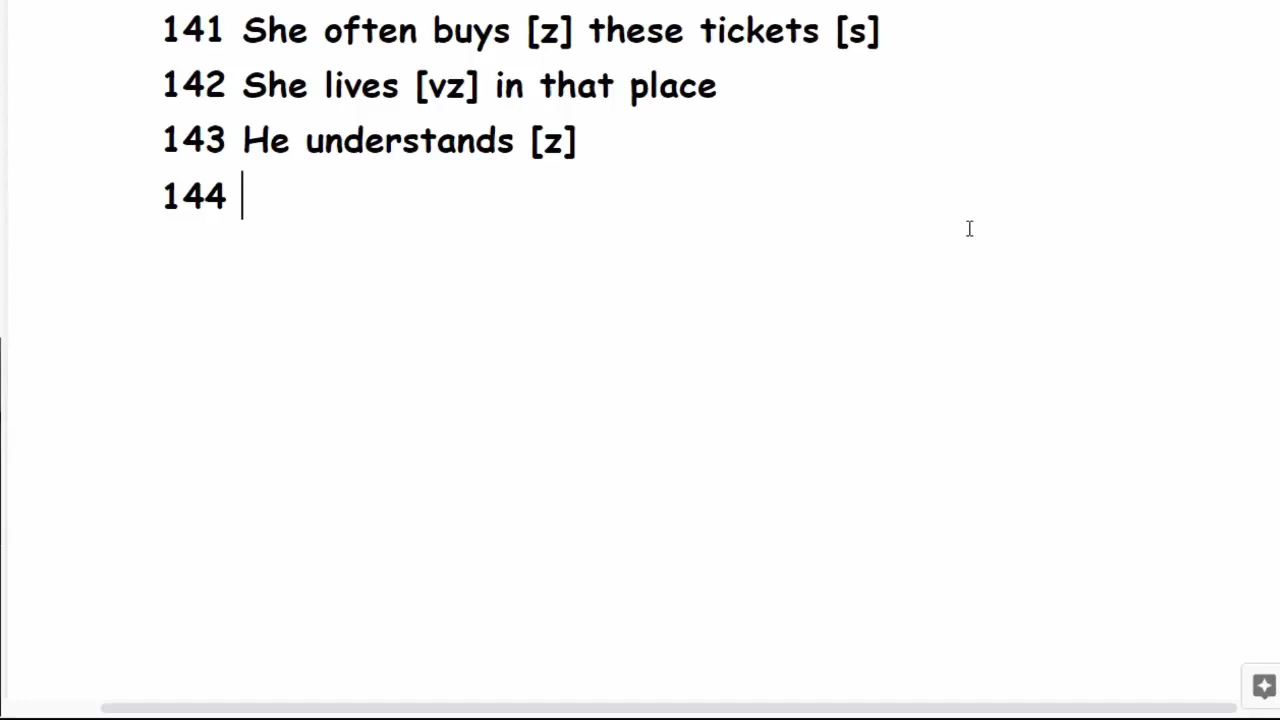 141 She often buys [z] these tickets [s]
142 She lives [vz] in that place
143 He understands [z]
144